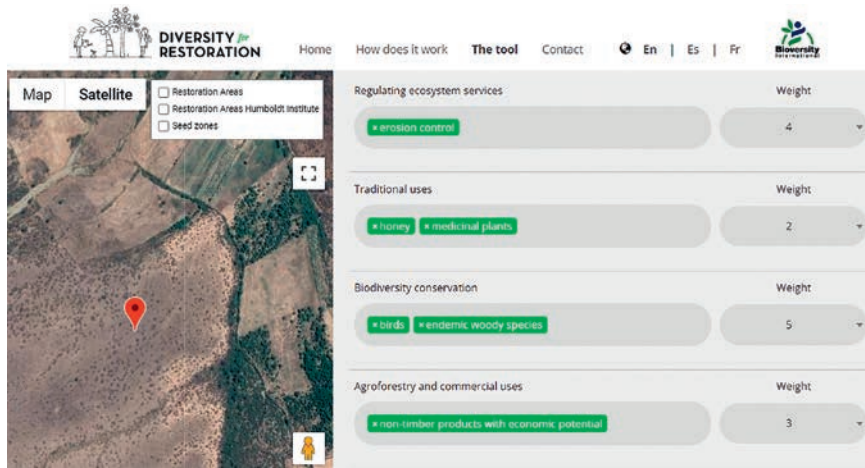 DIVERSITY for
RESTORATION
Home How does it work The tool Contact En | Es | Fr
Bioversity
International
Map Satellite
Restoration Areas
Restoration Areas Humboldt Institute
Seed zones
Regulating ecosystem services Weight
× erosion control 4
Traditional uses Weight
× honey × medicinal plants 2
Biodiversity conservation Weight
× birds × endemic woody species 5
Agroforestry and commercial uses Weight
× non-timber products with economic potential 3